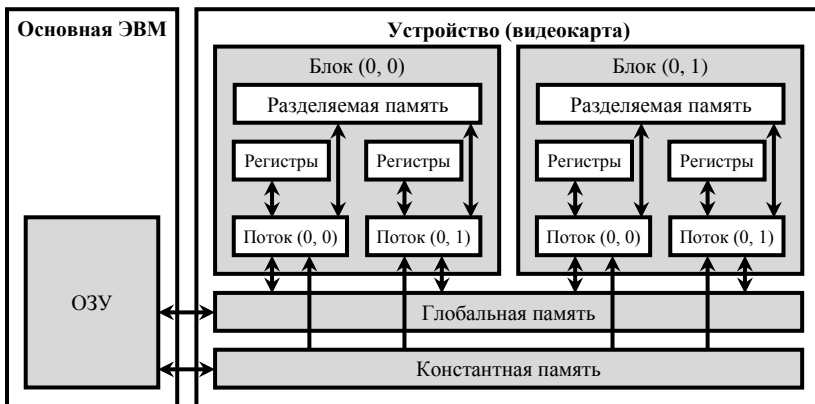 Основная ЭВМ
Устройство (видеокарта)
Блок (0, 0)
Блок (0, 1)
Разделяемая память
Разделяемая память
Регистры
Регистры
Регистры
Регистры
Поток (0, 0)
Поток (0, 1)
Поток (0, 0)
Поток (0, 1)
ОЗУ
Глобальная память
Константная память